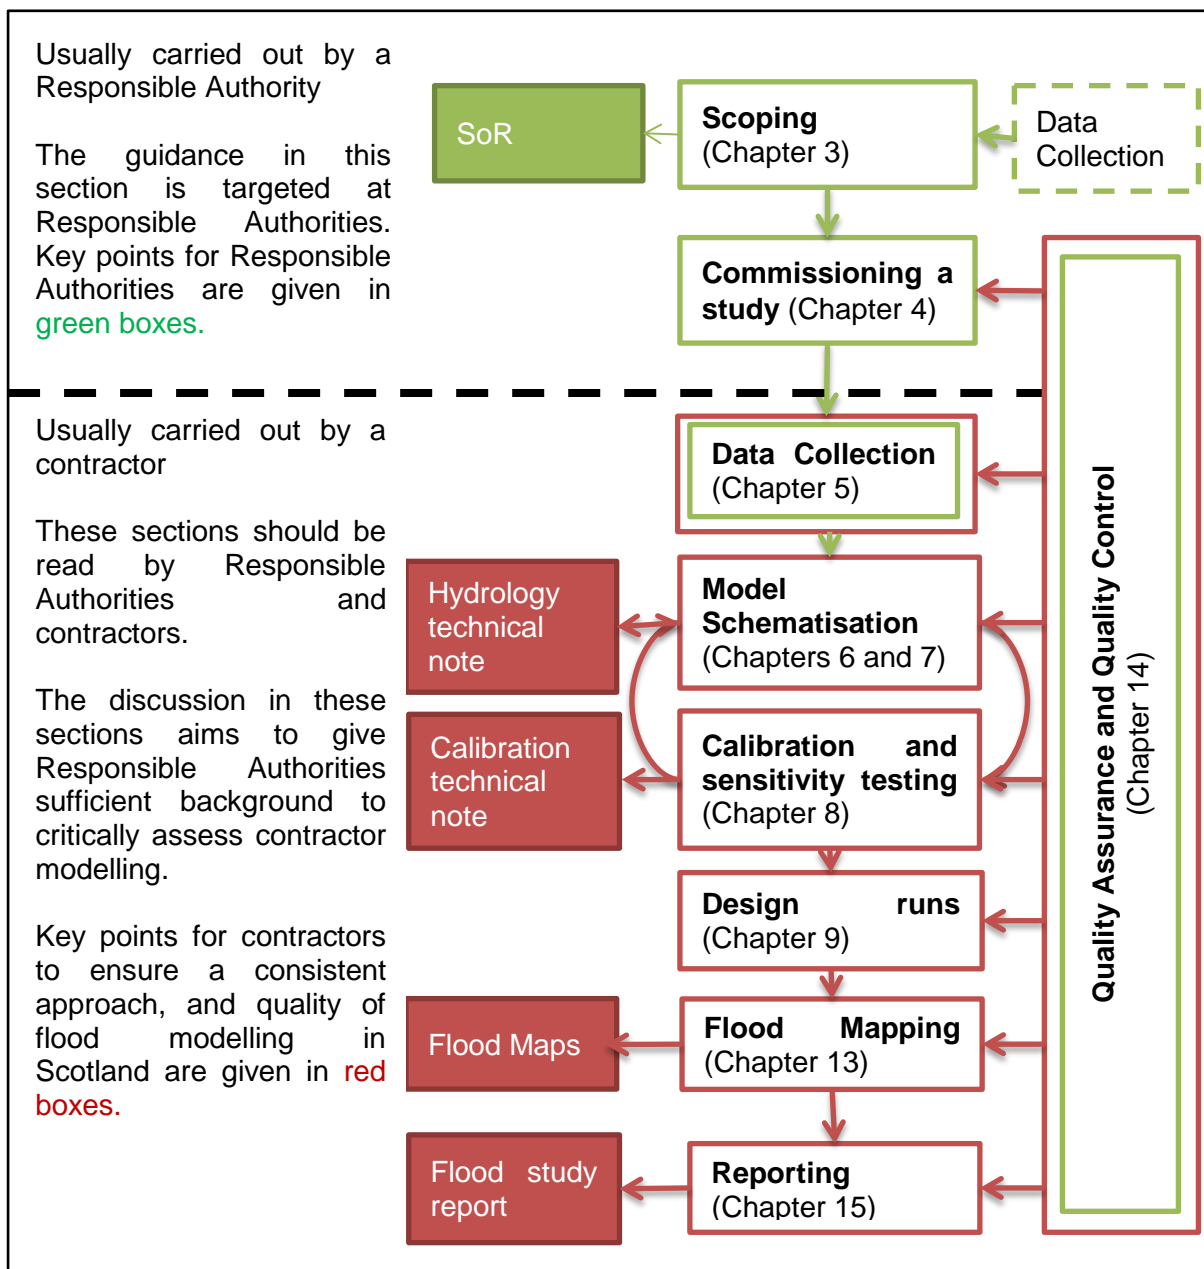 Usually carried out by a
Responsible Authority
The guidance in this
section is targeted at
Responsible Authorities.
Key points for Responsible
Authorities are given in
green boxes.
SoR
Scoping
(Chapter 3)
Data
Collection
Commissioning a
study (Chapter 4)
Usually carried out by a
contractor
These sections should be
read by Responsible
Authorities and
contractors.
The discussion in these
sections aims to give
Responsible Authorities
sufficient background to
critically assess contractor
modelling.
Key points for contractors
to ensure a consistent
approach, and quality of
flood modelling in
Scotland are given in red
boxes.
Data Collection
(Chapter 5)
Hydrology
technical
note
Model
Schematisation
(Chapters 6 and 7)
Calibration
technical
note
Calibration and
sensitivity testing
(Chapter 8)
Design runs
(Chapter 9)
Flood Maps
Flood Mapping
(Chapter 13)
Flood study
report
Reporting
(Chapter 15)
Quality Assurance and Quality Control
(Chapter 14)